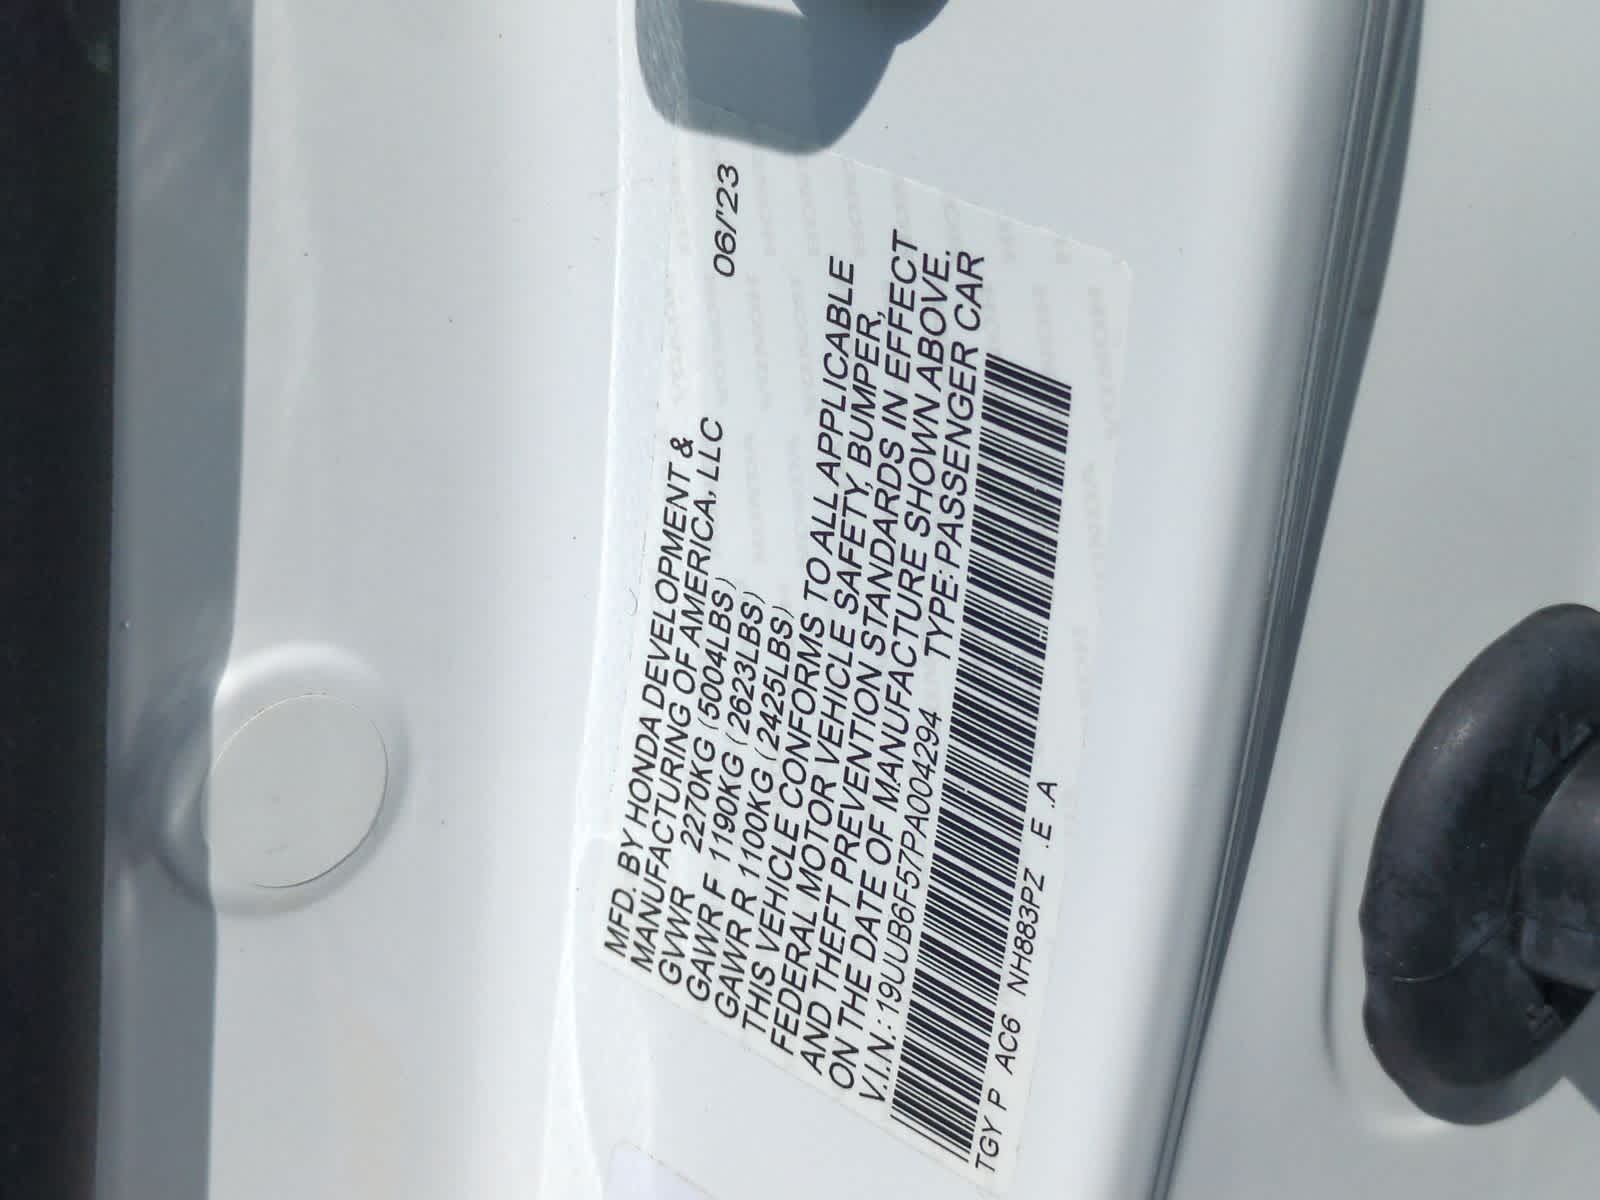 MFD. BY HONDA DEVELOPMENT &
MANUFACTURING OF AMERICA, LLC 06/'23
GVWR 2270KG (5004LBS)
GAWR F 1190KG (2623LBS)
GAWR R 1100KG (2425LBS)
THIS VEHICLE CONFORMS TO ALL APPLICABLE
FEDERAL MOTOR VEHICLE SAFETY, BUMPER,
AND THEFT PREVENTION STANDARDS IN EFFECT
ON THE DATE OF MANUFACTURE SHOWN ABOVE.
V.I.N.: 19UUB6F57PA004294 TYPE: PASSENGER CAR
TGY P AC6 NH883PZ .E .A